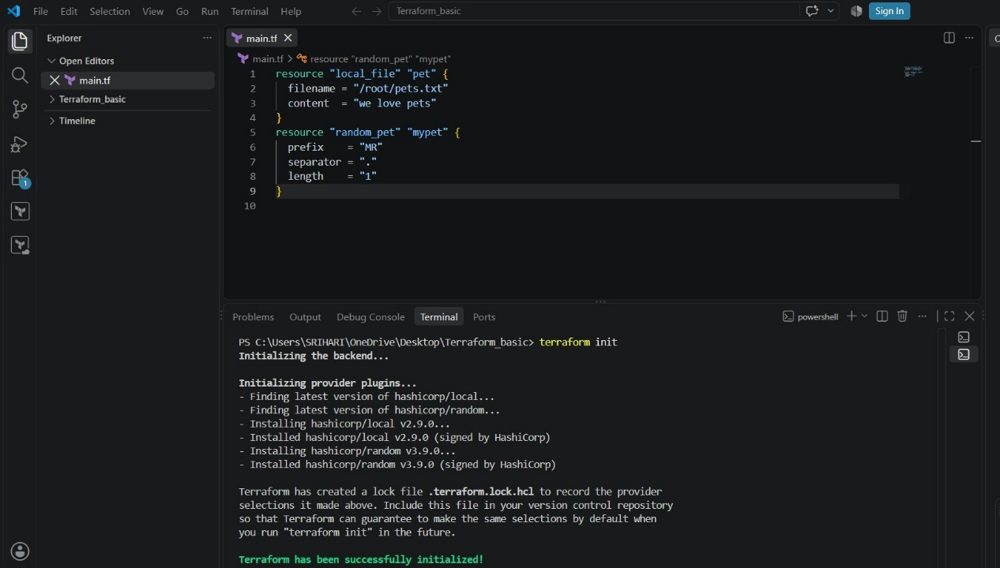 File Edit Selection View Go Run Terminal Help
Terraform_basic
Sign In
Explorer
Open Editors
main.tf
Terraform_basic
Timeline
1
main.tf
main.tf > resource "random_pet" "mypet"
1 resource "local_file" "pet" {
2 filename = "/root/pets.txt"
3 content = "we love pets"
4 }
5 resource "random_pet" "mypet" {
6 prefix = "MR"
7 separator = "."
8 length = "1"
9 }
10
Problems Output Debug Console Terminal Ports
powershell
PS C:\Users\SRIHARI\OneDrive\Desktop\Terraform_basic> terraform init
Initializing the backend...
Initializing provider plugins...
- Finding latest version of hashicorp/local...
- Finding latest version of hashicorp/random...
- Installing hashicorp/local v2.9.0...
- Installed hashicorp/local v2.9.0 (signed by HashiCorp)
- Installing hashicorp/random v3.9.0...
- Installed hashicorp/random v3.9.0 (signed by HashiCorp)
Terraform has created a lock file .terraform.lock.hcl to record the provider
selections it made above. Include this file in your version control repository
so that Terraform can guarantee to make the same selections by default when
you run "terraform init" in the future.
Terraform has been successfully initialized!